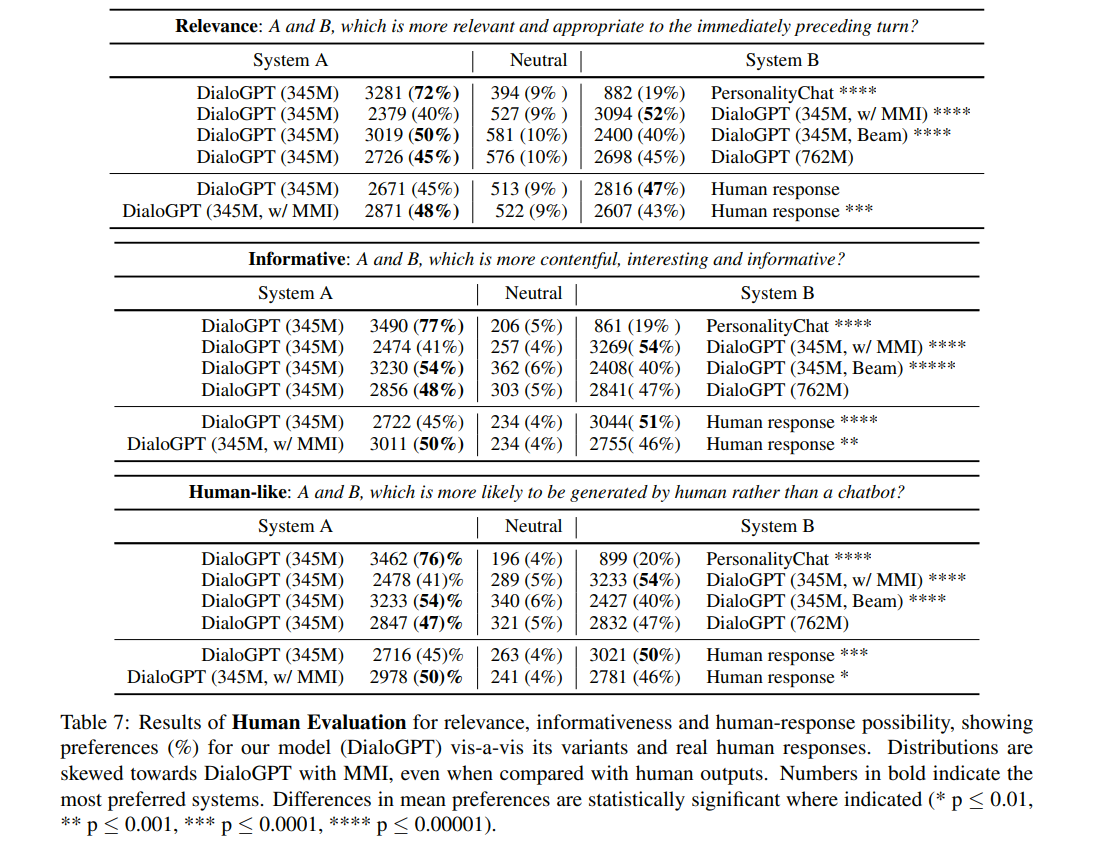 Relevance: A and B, which is more relevant and appropriate to the immediately preceding turn?
System A Neutral System B
DialoGPT (345M) 3281 (72%) 394 (9% ) 882 (19%) PersonalityChat ****
DialoGPT (345M) 2379 (40%) 527 (9% ) 3094 (52%) DialoGPT (345M, w/ MMI) ****
DialoGPT (345M) 3019 (50%) 581 (10%) 2400 (40%) DialoGPT (345M, Beam) ****
DialoGPT (345M) 2726 (45%) 576 (10%) 2698 (45%) DialoGPT (762M)
DialoGPT (345M) 2671 (45%) 513 (9% ) 2816 (47%) Human response
DialoGPT (345M, w/ MMI) 2871 (48%) 522 (9%) 2607 (43%) Human response ***
Informative: A and B, which is more contentful, interesting and informative?
System A Neutral System B
DialoGPT (345M) 3490 (77%) 206 (5%) 861 (19% ) PersonalityChat ****
DialoGPT (345M) 2474 (41%) 257 (4%) 3269( 54%) DialoGPT (345M, w/ MMI) ****
DialoGPT (345M) 3230 (54%) 362 (6%) 2408( 40%) DialoGPT (345M, Beam) *****
DialoGPT (345M) 2856 (48%) 303 (5%) 2841( 47%) DialoGPT (762M)
DialoGPT (345M) 2722 (45%) 234 (4%) 3044( 51%) Human response ****
DialoGPT (345M, w/ MMI) 3011 (50%) 234 (4%) 2755( 46%) Human response **
Human-like: A and B, which is more likely to be generated by human rather than a chatbot?
System A Neutral System B
DialoGPT (345M) 3462 (76)% 196 (4%) 899 (20%) PersonalityChat ****
DialoGPT (345M) 2478 (41)% 289 (5%) 3233 (54%) DialoGPT (345M, w/ MMI) ****
DialoGPT (345M) 3233 (54)% 340 (6%) 2427 (40%) DialoGPT (345M, Beam) ****
DialoGPT (345M) 2847 (47)% 321 (5%) 2832 (47%) DialoGPT (762M)
DialoGPT (345M) 2716 (45)% 263 (4%) 3021 (50%) Human response ***
DialoGPT (345M, w/ MMI) 2978 (50)% 241 (4%) 2781 (46%) Human response *
Table 7: Results of Human Evaluation for relevance, informativeness and human-response possibility, showing
preferences (%) for our model (DialoGPT) vis-a-vis its variants and real human responses. Distributions are
skewed towards DialoGPT with MMI, even when compared with human outputs. Numbers in bold indicate the
most preferred systems. Differences in mean preferences are statistically significant where indicated (* p ≤ 0.01,
** p ≤ 0.001, *** p ≤ 0.0001, **** p ≤ 0.00001).